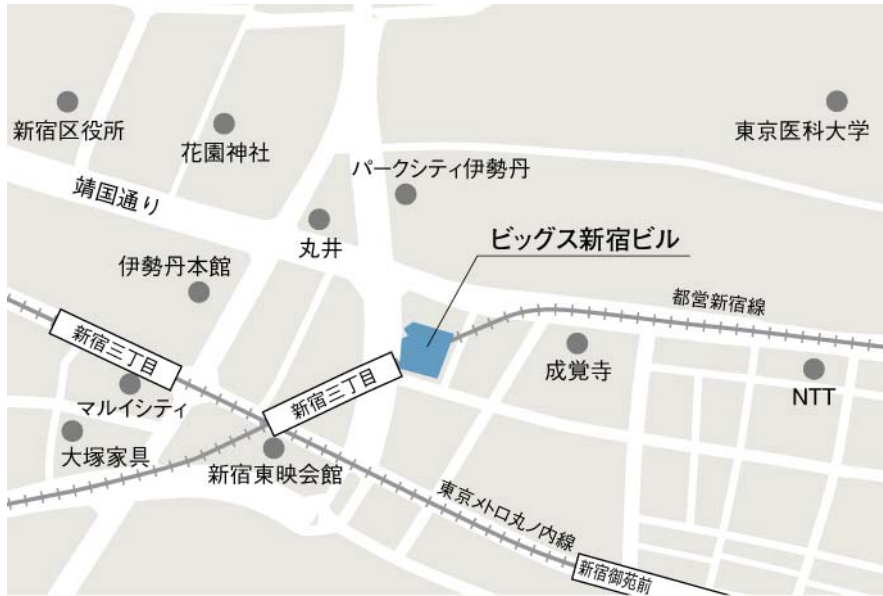 新宿区役所
花園神社
東京医科大学
パークシティ伊勢丹
靖国通り
丸井
ビッグス新宿ビル
伊勢丹本館
都営新宿線
新宿三丁目
新宿三丁目
成覚寺
マルイシティ
NTT
大塚家具
新宿東映会館
東京メトロ丸ノ内線
新宿御苑前